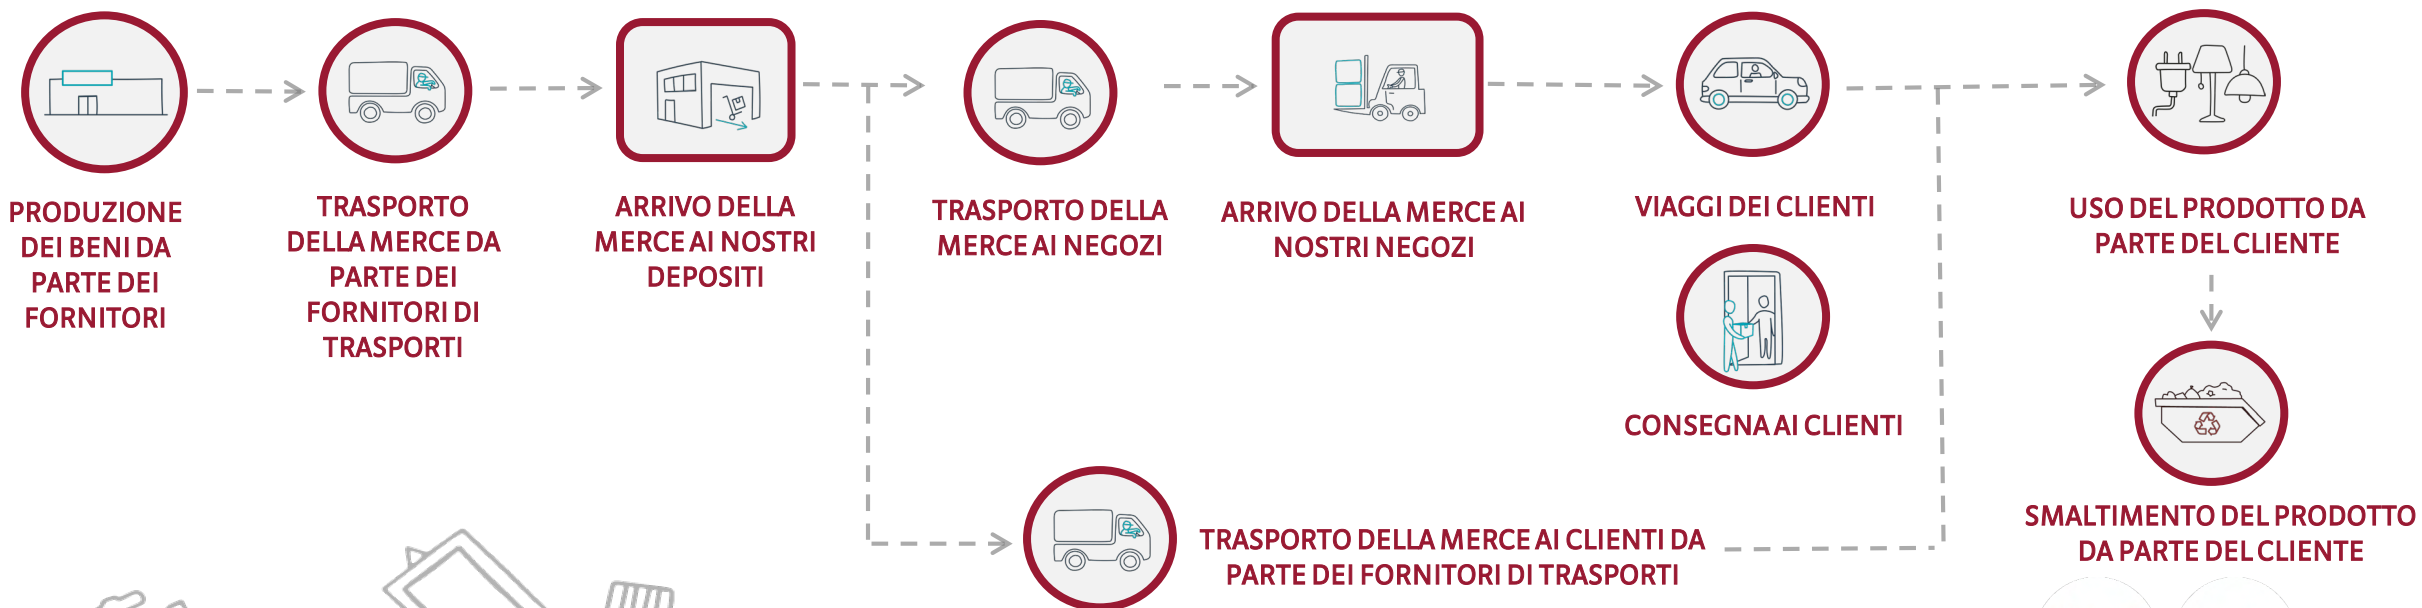 PRODUZIONE
DEI BENI DA
PARTE DEI
FORNITORI
TRASPORTO
DELLA MERCE DA
PARTE DEI
FORNITORI DI
TRASPORTI
ARRIVO DELLA
MERCE AI NOSTRI
DEPOSITI
TRASPORTO DELLA
MERCE AI NEGOZI
ARRIVO DELLA MERCE AI
NOSTRI NEGOZI
VIAGGI DEI CLIENTI
CONSEGNA AI CLIENTI
TRASPORTO DELLA MERCE AI CLIENTI DA
PARTE DEI FORNITORI DI TRASPORTI
USO DEL PRODOTTO DA
PARTE DEL CLIENTE
SMALTIMENTO DEL PRODOTTO
DA PARTE DEL CLIENTE